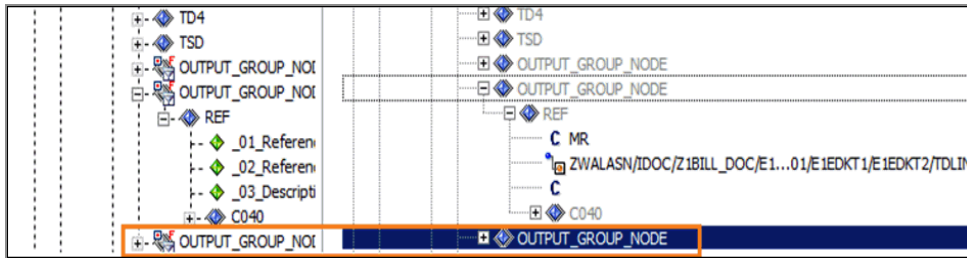 TD4 TD4
TSD TSD
OUTPUT_GROUP_NOI OUTPUT_GROUP_NODE
OUTPUT_GROUP_NOI OUTPUT_GROUP_NODE
REF REF
_01_Referen C MR
_02_Referen ZWALASN/IDOC/Z1BILL_DOC/E1...01/E1EDKT1/E1EDKT2/TDLIN
_03_Descripti C
C040 C040
OUTPUT_GROUP_NOI OUTPUT_GROUP_NODE